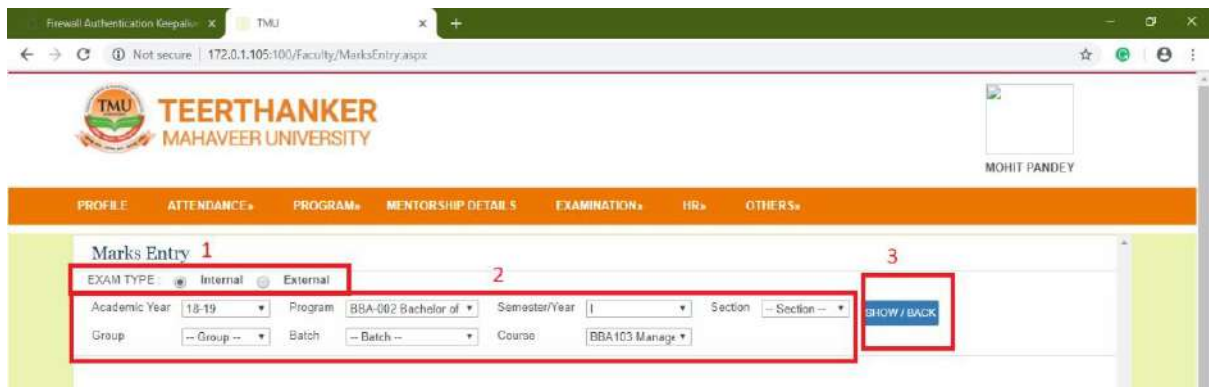 Firewall Authentication Keepaliv X TMU X +
Not secure | 172.0.1.105:100/Faculty/MarksEntry.aspx
TMU
TEERTHANKER
MAHAVEER UNIVERSITY
MOHIT PANDEY
PROFILE ATTENDANCE» PROGRAM» MENTORSHIP DETAILS EXAMINATION» HR» OTHERS»
Marks Entry 1
2 3
EXAM TYPE : Internal External
Academic Year 18-19 Program BBA-002 Bachelor of Semester/Year I Section -- Section --
SHOW / BACK
Group -- Group -- Batch -- Batch -- Course BBA103 Manage